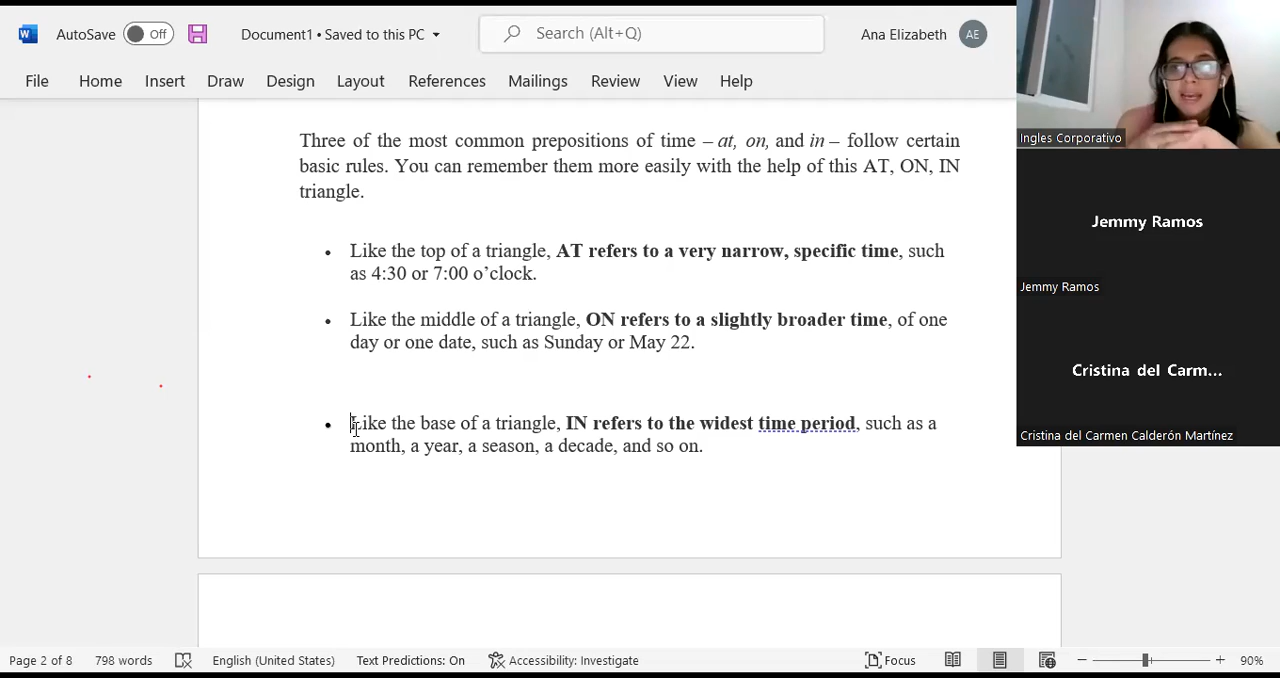 AutoSave Off Document1 • Saved to this PC Search (Alt+Q) Ana Elizabeth AE
File Home Insert Draw Design Layout References Mailings Review View Help
Three of the most common prepositions of time – at, on, and in – follow certain
basic rules. You can remember them more easily with the help of this AT, ON, IN
triangle.
• Like the top of a triangle, AT refers to a very narrow, specific time, such
as 4:30 or 7:00 o’clock.
• Like the middle of a triangle, ON refers to a slightly broader time, of one
day or one date, such as Sunday or May 22.
• Like the base of a triangle, IN refers to the widest time period, such as a
month, a year, a season, a decade, and so on.
Ingles Corporativo
Jemmy Ramos
Jemmy Ramos
Cristina del Carm...
Cristina del Carmen Calderón Martínez
Page 2 of 8 798 words English (United States) Text Predictions: On Accessibility: Investigate Focus 90%